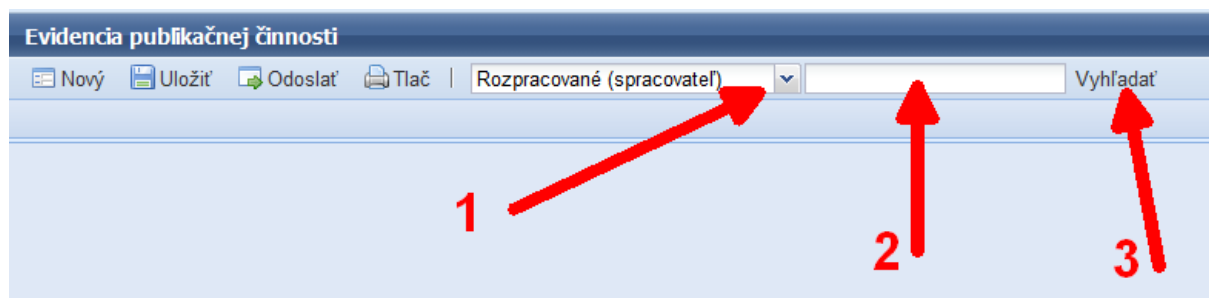 Evidencia publikačnej činnosti
Nový Uložiť Odoslať Tlač | Rozpracované (spracovateľ) Vyhľadať
1
2
3